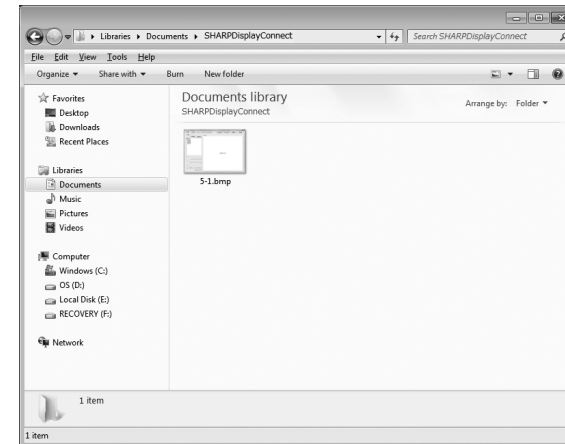 Libraries ▸ Documents ▸ SHARPDisplayConnect
Search SHARPDisplayConnect
File Edit View Tools Help
Organize ▼ Share with ▼ Burn New folder
Favorites
Desktop
Downloads
Recent Places
Libraries
Documents
Music
Pictures
Videos
Computer
Windows (C:)
OS (D:)
Local Disk (E:)
RECOVERY (F:)
Network
Documents library
SHARPDisplayConnect
Arrange by: Folder ▼
5-1.bmp
1 item
1 item